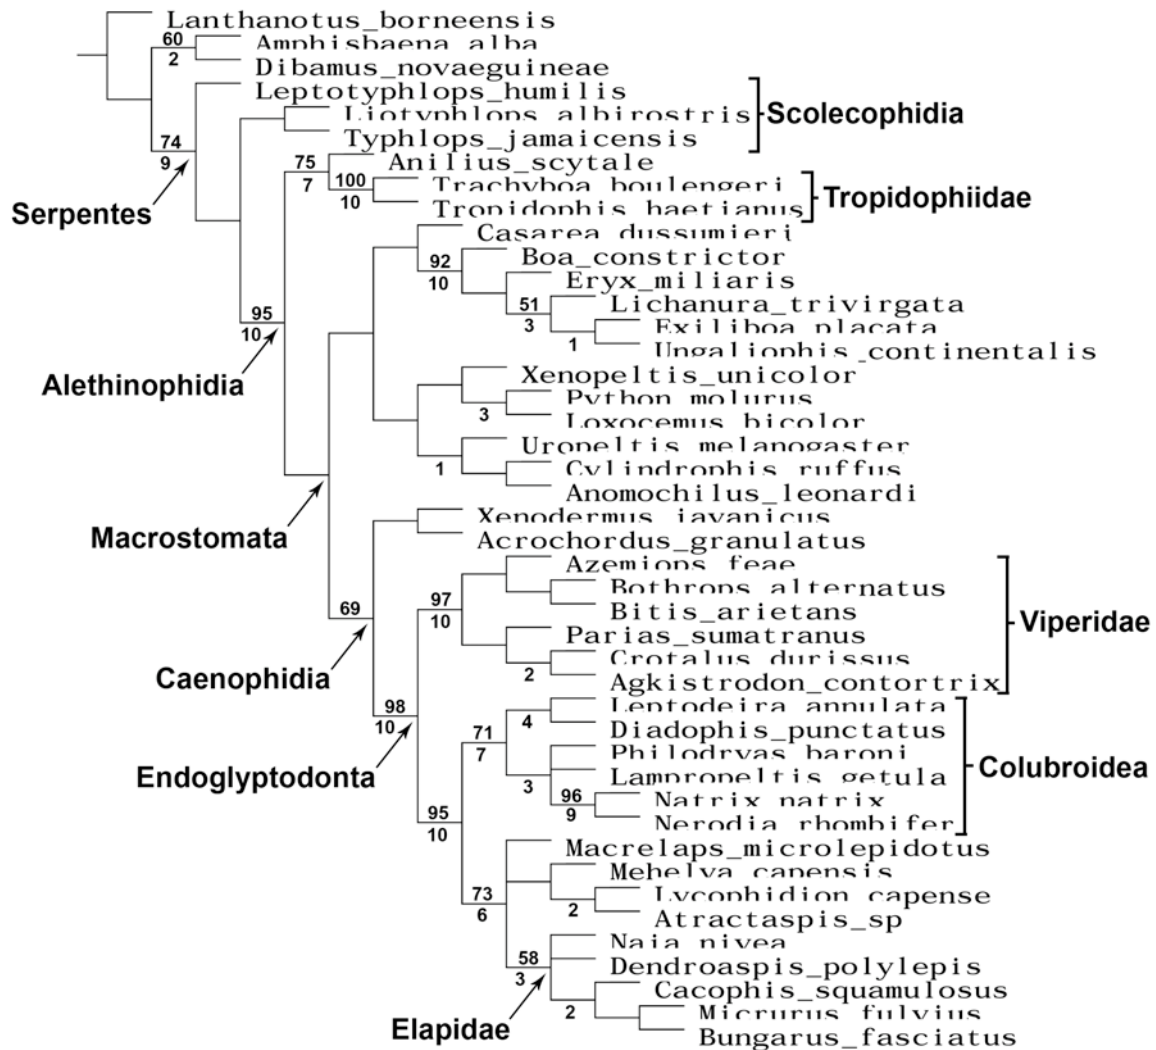 Lanthanotus_borneensis
60
Amphisbaena_alba
2
Dibamus_novaeguineae
Leptotyphlops_humilis
Liotyphlops_albirostris
Scolecophidia
74
Typhlops_jamaicensis
9
75
Anilius_scytale
7
100
Trachyboa_boulengeri
Serpentes
10
Tropidophis_haetianus
Tropidophiidae
Casarea_dussumieri
92
Boa_constrictor
10
Eryx_miliaris
51
Lichanura_trivirgata
95
3
Exiliboa_placata
10
1
Ungaliophis_continentalis
Alethinophidia
Xenopeltis_unicolor
Python_molurus
3
Loxocemus_bicolor
Uropeltis_melanogaster
1
Cylindrophis_ruffus
Anomochilus_leonardi
Xenodermus_javanicus
Macrostomata
Acrochordus_granulatus
Azemiops_feae
Bothrops_alternatus
97
69
10
Bitis_arietans
Viperidae
Parias_sumatranus
Crotalus_durissus
2
Caenophidia
Agkistrodon_contortrix
98
Leptodeira_annulata
10
4
71
Diadophis_punctatus
7
Philodryas_baroni
Endoglyptodonta
Lampropeltis_getula
Colubroidea
3
96
Natrix_natrix
95
9
Nerodia_rhombifer
10
Macrelaps_microlepidotus
Mehelya_capensis
73
Lycophidion_capense
6
2
Atractaspis_sp
Naja_nivea
58
Dendroaspis_polylepis
3
Cacophis_squamulosus
2
Micrurus_fulvius
Elapidae
Bungarus_fasciatus